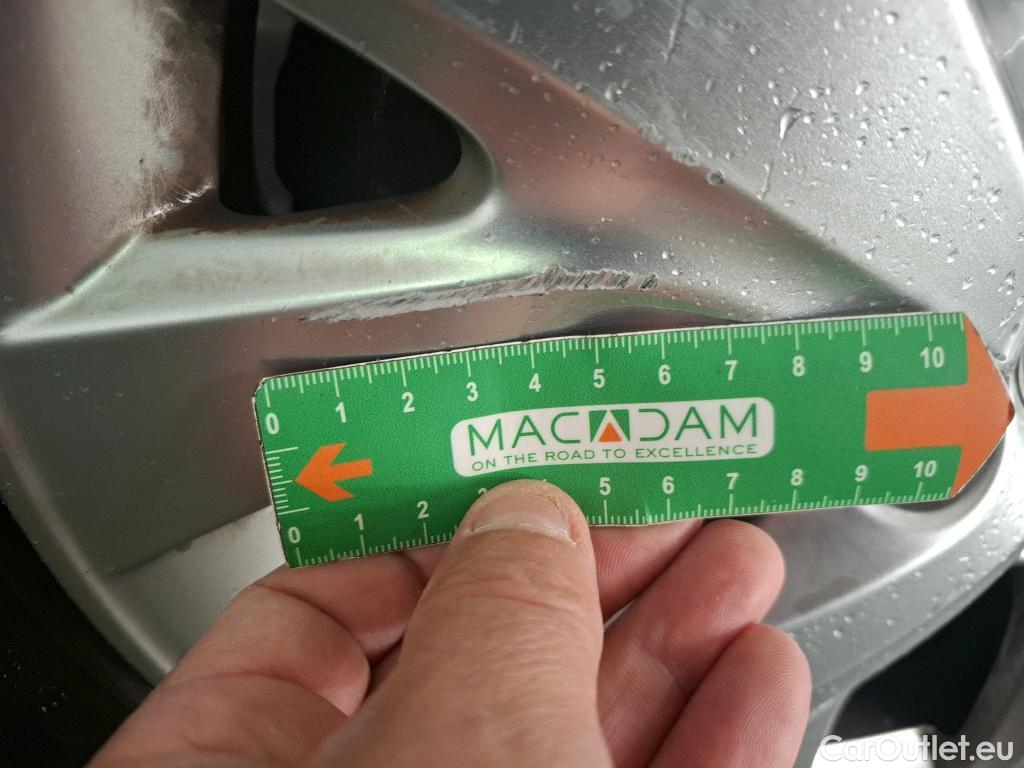 0 1 2 3 4 5 6 7 8 9 10
MACADAM
ON THE ROAD TO EXCELLENCE
0 1 2 3 5 6 7 8 9 10
CarOutlet.eu